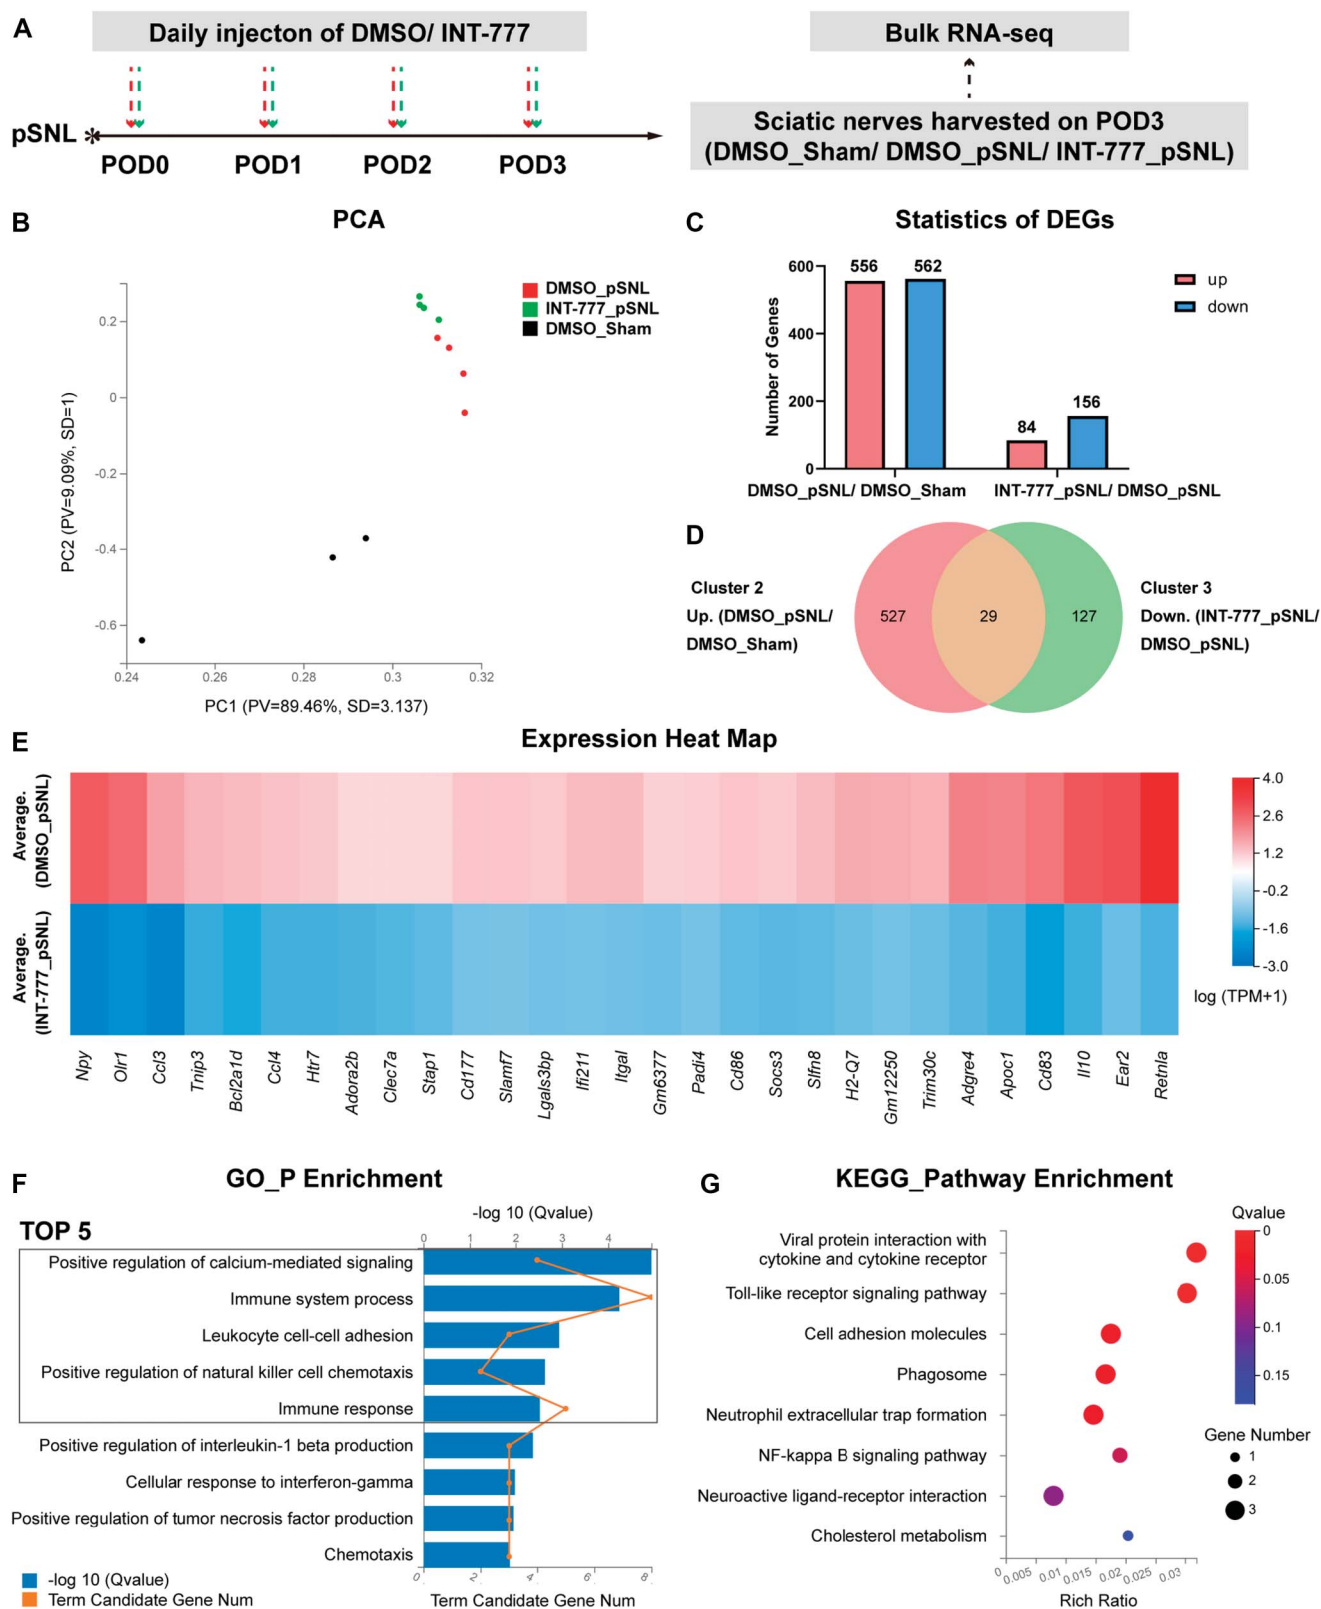 A
Daily injecton of DMSO/ INT-777
pSNL
*
POD0
POD1
POD2
POD3
Bulk RNA-seq
Sciatic nerves harvested on POD3
(DMSO_Sham/ DMSO_pSNL/ INT-777_pSNL)
B
PCA
DMSO_pSNL
INT-777_pSNL
DMSO_Sham
PC2 (PV=9.09%, SD=1)
0.2
0
-0.2
-0.4
-0.6
0.24
0.26
0.28
0.3
0.32
PC1 (PV=89.46%, SD=3.137)
C
Statistics of DEGs
Number of Genes
600
400
200
0
556
562
84
156
up
down
DMSO_pSNL/ DMSO_Sham
INT-777_pSNL/ DMSO_pSNL
D
Cluster 2
Up. (DMSO_pSNL/
DMSO_Sham)
527
29
127
Cluster 3
Down. (INT-777_pSNL/
DMSO_pSNL)
E
Expression Heat Map
Average.
(DMSO_pSNL)
Average.
(INT-777_pSNL)
4.0
2.6
1.2
-0.2
-1.6
-3.0
log (TPM+1)
Npy
Olr1
Ccl3
Tnip3
Bcl2a1d
Ccl4
Htr7
Adora2b
Clec7a
Stap1
Cd177
Slamf7
Lgals3bp
Ifi211
Itgal
Gm6377
Padi4
Cd86
Socs3
Slfn8
H2-Q7
Gm12250
Trim30c
Adgre4
Apoc1
Cd83
Il10
Ear2
Retnla
F
GO_P Enrichment
TOP 5
-log 10 (Qvalue)
0
1
2
3
4
Positive regulation of calcium-mediated signaling
Immune system process
Leukocyte cell-cell adhesion
Positive regulation of natural killer cell chemotaxis
Immune response
Positive regulation of interleukin-1 beta production
Cellular response to interferon-gamma
Positive regulation of tumor necrosis factor production
Chemotaxis
0
2
4
6
8
Term Candidate Gene Num
-log 10 (Qvalue)
Term Candidate Gene Num
G
KEGG_Pathway Enrichment
Viral protein interaction with
cytokine and cytokine receptor
Toll-like receptor signaling pathway
Cell adhesion molecules
Phagosome
Neutrophil extracellular trap formation
NF-kappa B signaling pathway
Neuroactive ligand-receptor interaction
Cholesterol metabolism
0
0.005
0.01
0.015
0.02
0.025
0.03
Rich Ratio
Qvalue
0
0.05
0.1
0.15
Gene Number
1
2
3